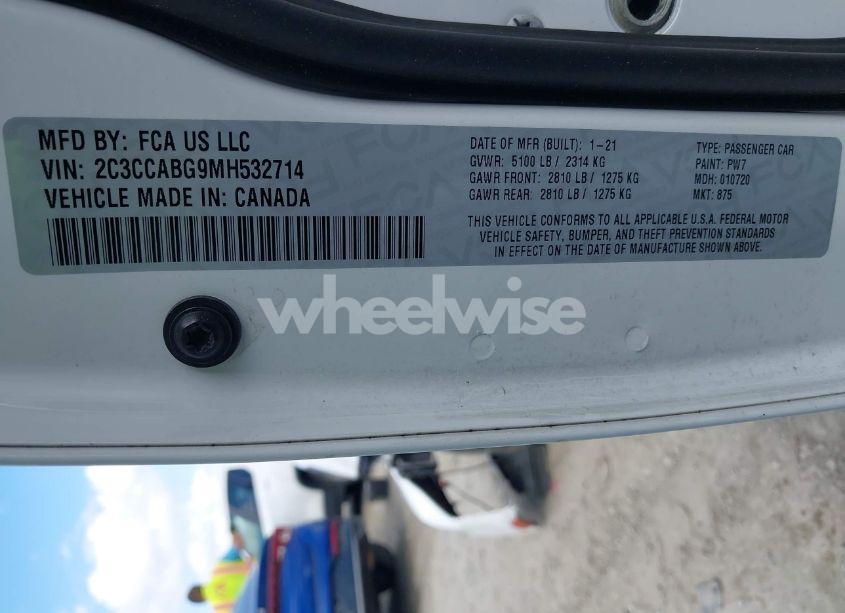 MFD BY: FCA US LLC
VIN: 2C3CCABG9MH532714
VEHICLE MADE IN: CANADA
DATE OF MFR (BUILT): 1-21
GVWR: 5100 LB / 2314 KG
GAWR FRONT: 2810 LB / 1275 KG
GAWR REAR: 2810 LB / 1275 KG
TYPE: PASSENGER CAR
PAINT: PW7
MDH: 010720
MKT: 875
THIS VEHICLE CONFORMS TO ALL APPLICABLE U.S.A. FEDERAL MOTOR
VEHICLE SAFETY, BUMPER, AND THEFT PREVENTION STANDARDS
IN EFFECT ON THE DATE OF MANUFACTURE SHOWN ABOVE.
wheelwise